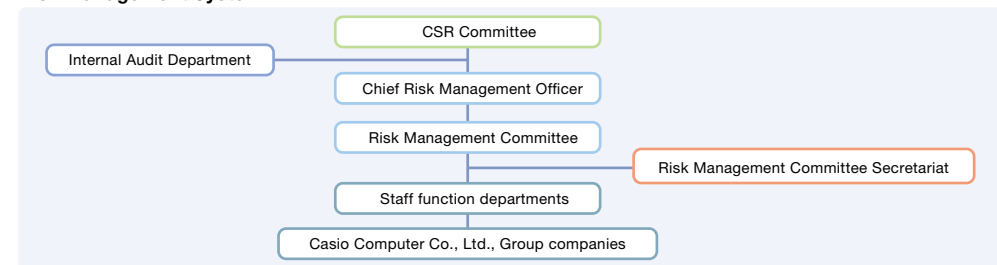 CSR Committee
Internal Audit Department
Chief Risk Management Officer
Risk Management Committee
Risk Management Committee Secretariat
Staff function departments
Casio Computer Co., Ltd., Group companies